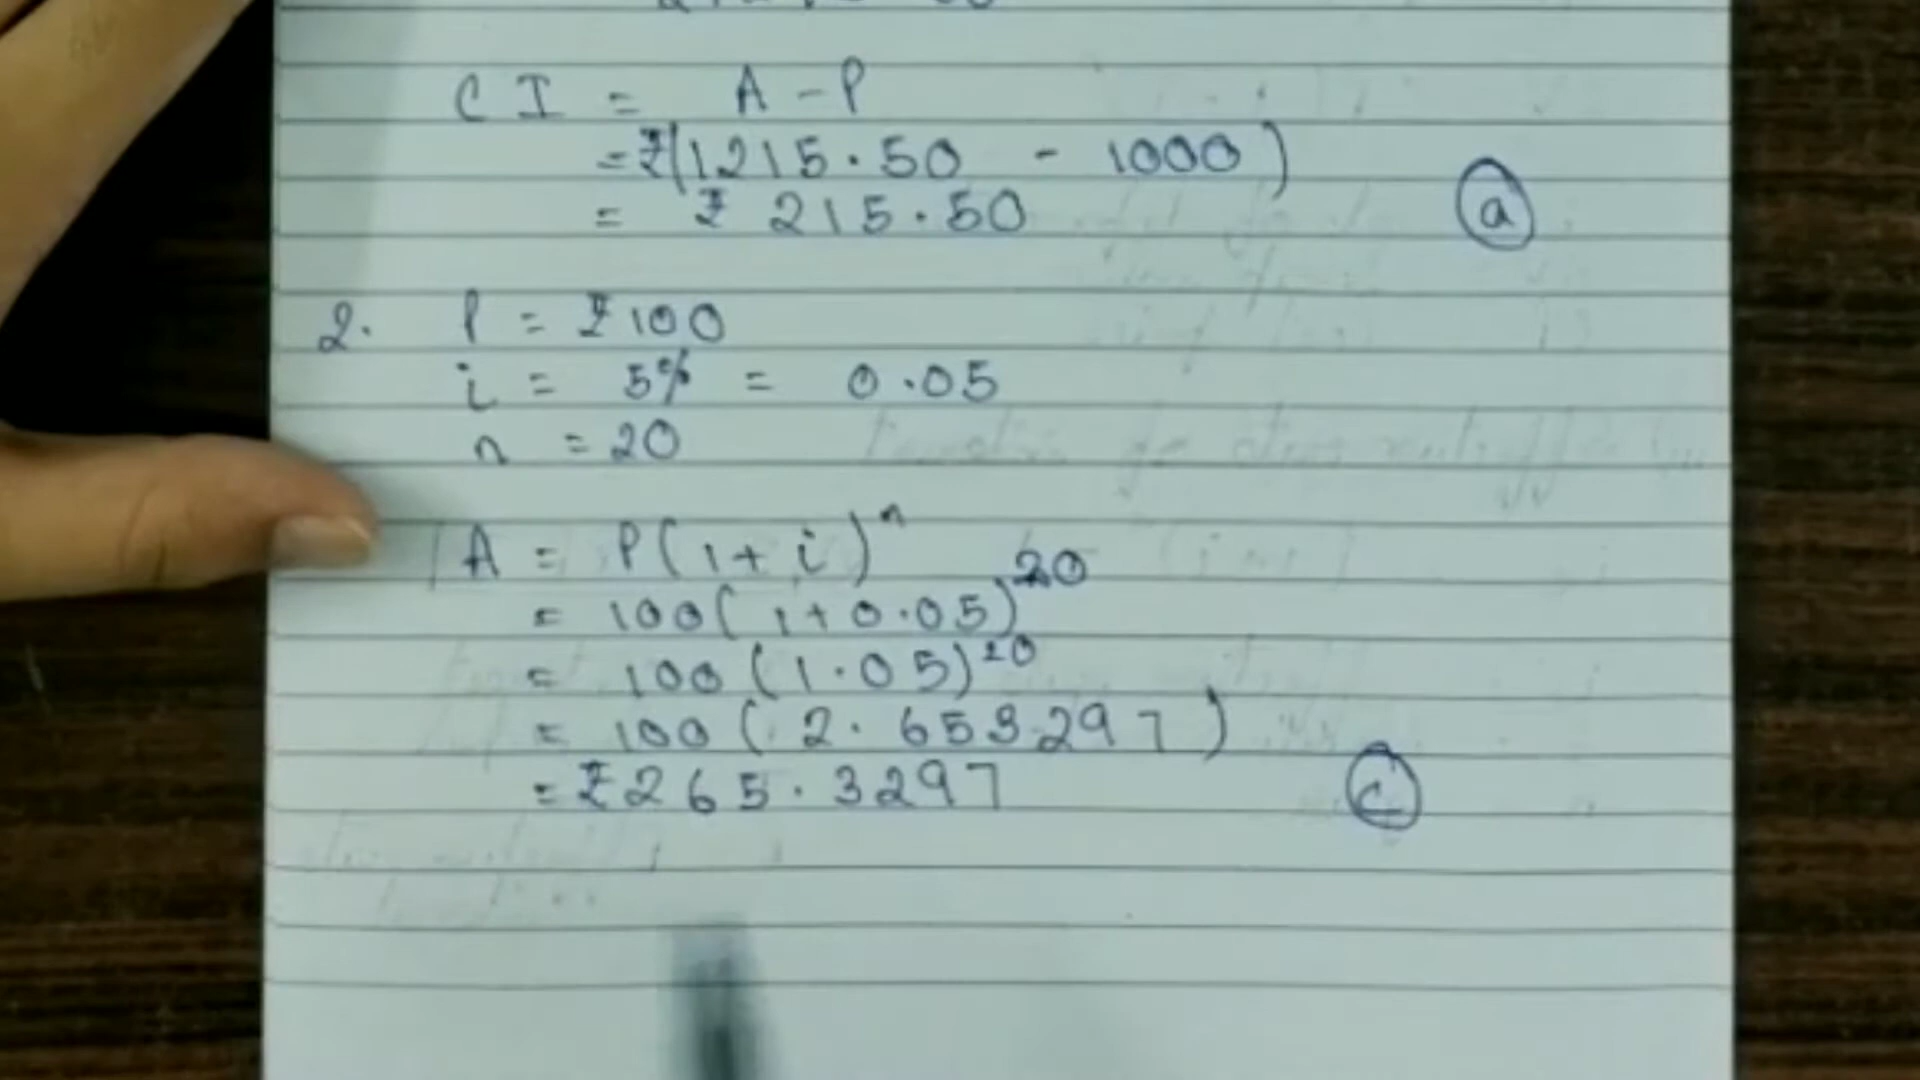 C I = A - P
= ₹(1215.50 - 1000)
= ₹ 215.50 (a)
2. P = ₹100
i = 5% = 0.05
n = 20
A = P(1+i)ⁿ
= 100(1+0.05)²⁰
= 100(1.05)²⁰
= 100(2.653297)
= ₹265.3297 (c)